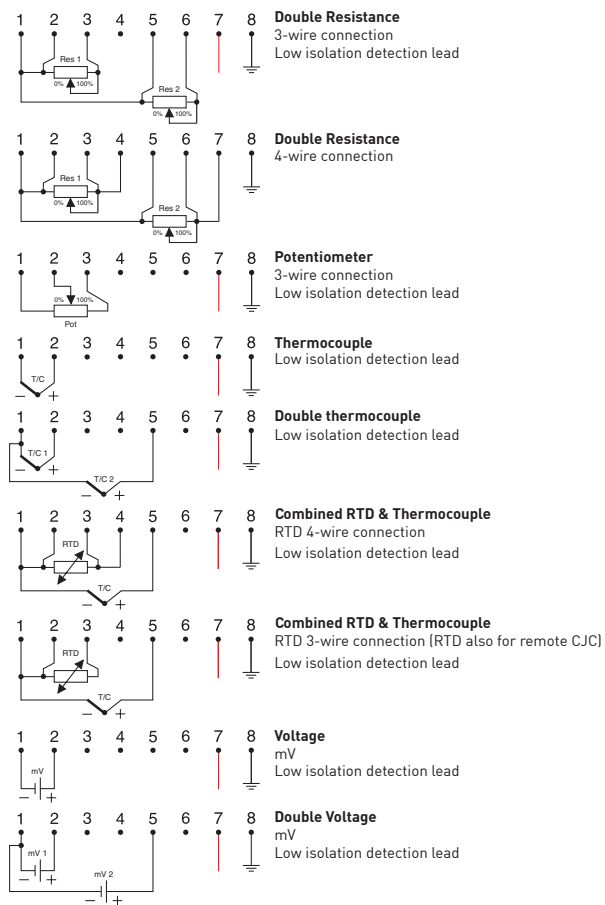 1 2 3 4 5 6 7 8 Double Resistance
3-wire connection
Low isolation detection lead
Res 1
0% 100%
Res 2
0% 100%
1 2 3 4 5 6 7 8 Double Resistance
4-wire connection
Res 1
0% 100%
Res 2
0% 100%
1 2 3 4 5 6 7 8 Potentiometer
3-wire connection
Low isolation detection lead
0% 100%
Pot
1 2 3 4 5 6 7 8 Thermocouple
Low isolation detection lead
T/C
− +
1 2 3 4 5 6 7 8 Double thermocouple
Low isolation detection lead
T/C 1
− +
T/C 2
− +
1 2 3 4 5 6 7 8 Combined RTD & Thermocouple
RTD 4-wire connection
Low isolation detection lead
RTD
T/C
− +
1 2 3 4 5 6 7 8 Combined RTD & Thermocouple
RTD 3-wire connection (RTD also for remote CJC)
Low isolation detection lead
RTD
T/C
− +
1 2 3 4 5 6 7 8 Voltage
mV
Low isolation detection lead
mV
− +
1 2 3 4 5 6 7 8 Double Voltage
mV
Low isolation detection lead
mV 1
− +
mV 2
− +